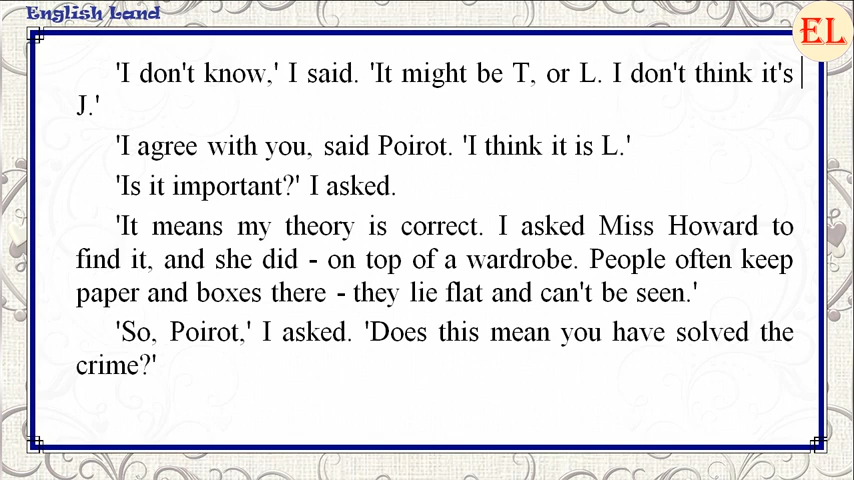 English Land
EL
'I don't know,' I said. 'It might be T, or L. I don't think it's
J.'
'I agree with you, said Poirot. 'I think it is L.'
'Is it important?' I asked.
'It means my theory is correct. I asked Miss Howard to
find it, and she did - on top of a wardrobe. People often keep
paper and boxes there - they lie flat and can't be seen.'
'So, Poirot,' I asked. 'Does this mean you have solved the
crime?'